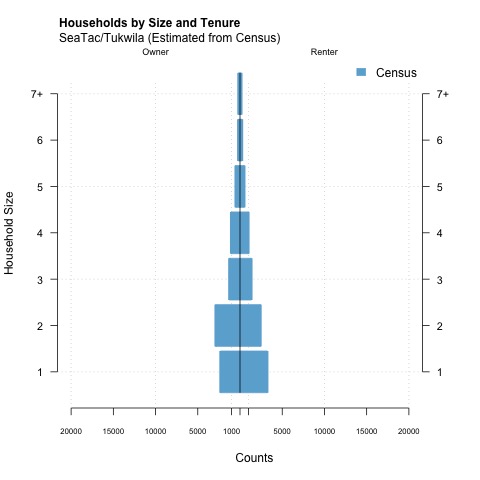 Households by Size and Tenure
SeaTac/Tukwila (Estimated from Census)
Owner Renter
Census
7+ 7+
6 6
5 5
4 4
3 3
2 2
1 1
Household Size
20000 15000 10000 5000 1000 5000 10000 15000 20000
Counts